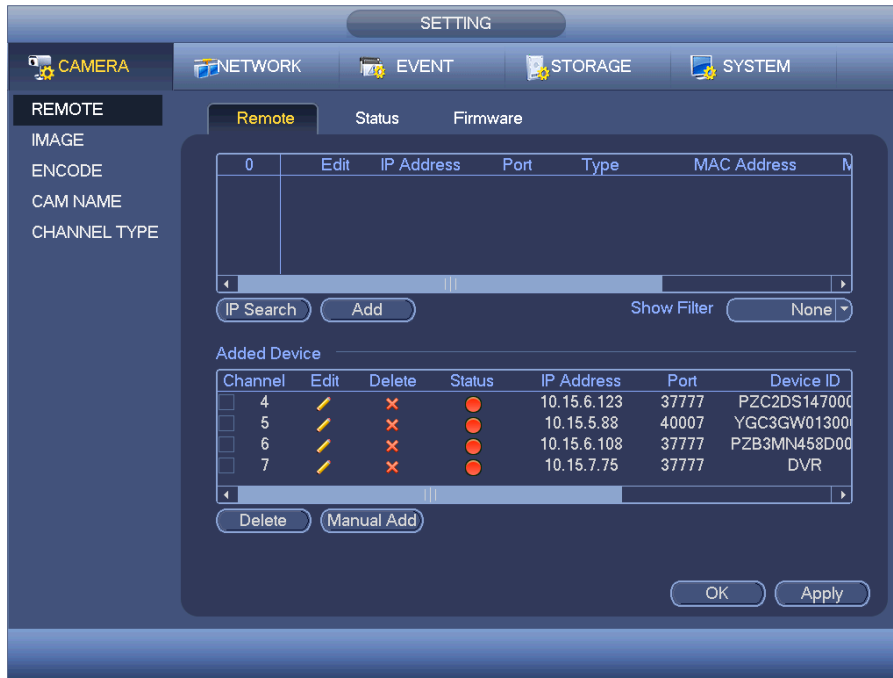 SETTING
CAMERA NETWORK EVENT STORAGE SYSTEM
REMOTE
IMAGE
ENCODE
CAM NAME
CHANNEL TYPE
Remote Status Firmware
0 Edit IP Address Port Type MAC Address
IP Search Add Show Filter None
Added Device
Channel Edit Delete Status IP Address Port Device ID
4 10.15.6.123 37777 PZC2DS147000
5 10.15.5.88 40007 YGC3GW01300
6 10.15.6.108 37777 PZB3MN458D00
7 10.15.7.75 37777 DVR
Delete Manual Add
OK Apply